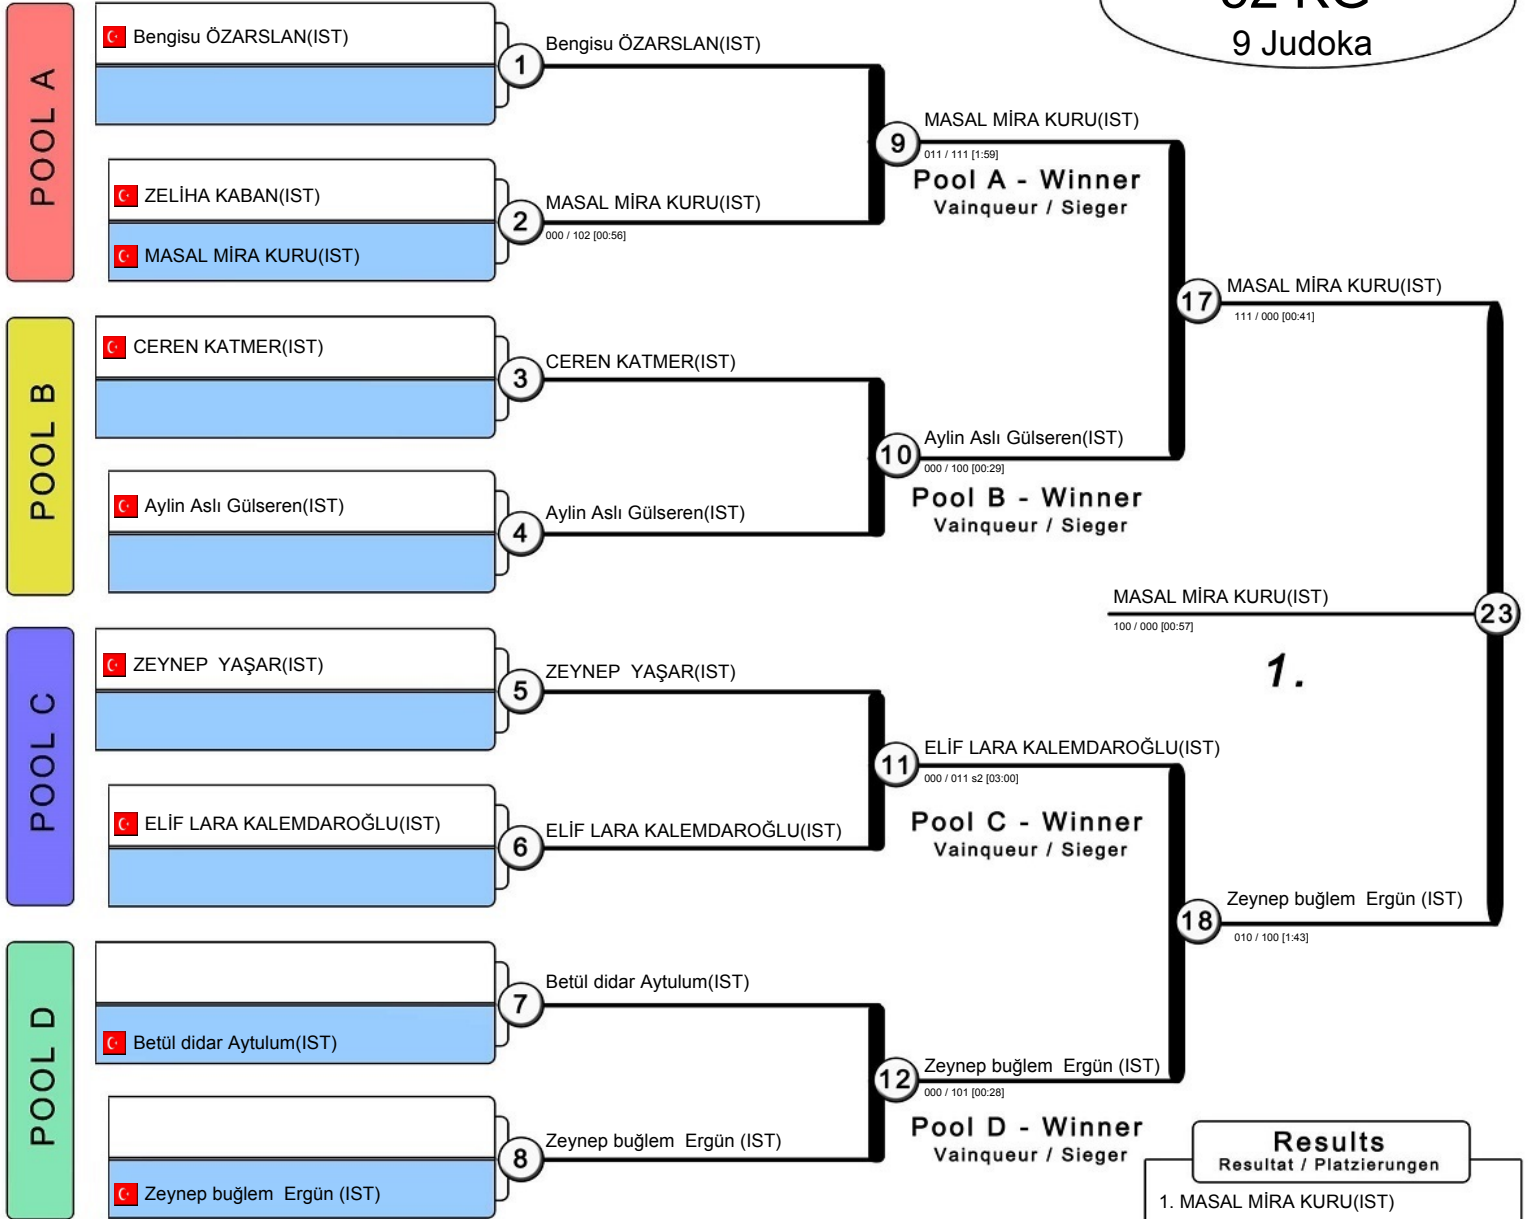 9 Judoka
POOL A
Bengisu ÖZARSLAN(IST)
1
Bengisu ÖZARSLAN(IST)
ZELİHA KABAN(IST)
MASAL MİRA KURU(IST)
2
MASAL MİRA KURU(IST)
000 / 102 [00:56]
9
MASAL MİRA KURU(IST)
011 / 111 [1:59]
Pool A - Winner
Vainqueur / Sieger
POOL B
CEREN KATMER(IST)
3
CEREN KATMER(IST)
Aylin Aslı Gülseren(IST)
4
Aylin Aslı Gülseren(IST)
10
Aylin Aslı Gülseren(IST)
000 / 100 [00:29]
Pool B - Winner
Vainqueur / Sieger
17
MASAL MİRA KURU(IST)
111 / 000 [00:41]
POOL C
ZEYNEP  YAŞAR(IST)
5
ZEYNEP  YAŞAR(IST)
ELİF LARA KALEMDAROĞLU(IST)
6
ELİF LARA KALEMDAROĞLU(IST)
11
ELİF LARA KALEMDAROĞLU(IST)
000 / 011 s2 [03:00]
Pool C - Winner
Vainqueur / Sieger
POOL D
Betül didar Aytulum(IST)
7
Betül didar Aytulum(IST)
Zeynep buğlem  Ergün (IST)
8
Zeynep buğlem  Ergün (IST)
12
Zeynep buğlem  Ergün (IST)
000 / 101 [00:28]
Pool D - Winner
Vainqueur / Sieger
18
Zeynep buğlem  Ergün (IST)
010 / 100 [1:43]
MASAL MİRA KURU(IST)
100 / 000 [00:57]
23
1.
Results
Resultat / Platzierungen
1. MASAL MİRA KURU(IST)